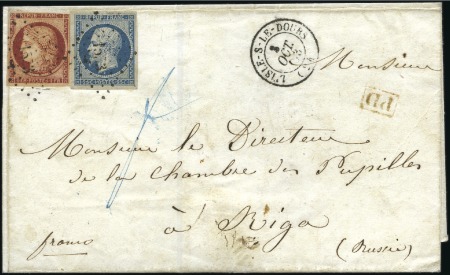 REPUB. FRANC.
REPUB. FRANC.
L'ISLE-S-LE-DOUBS
OCT.
Monsieur
PD
Monsieur le Directeur
de la chambre des Pupilles
à Riga
franco
(Russie)